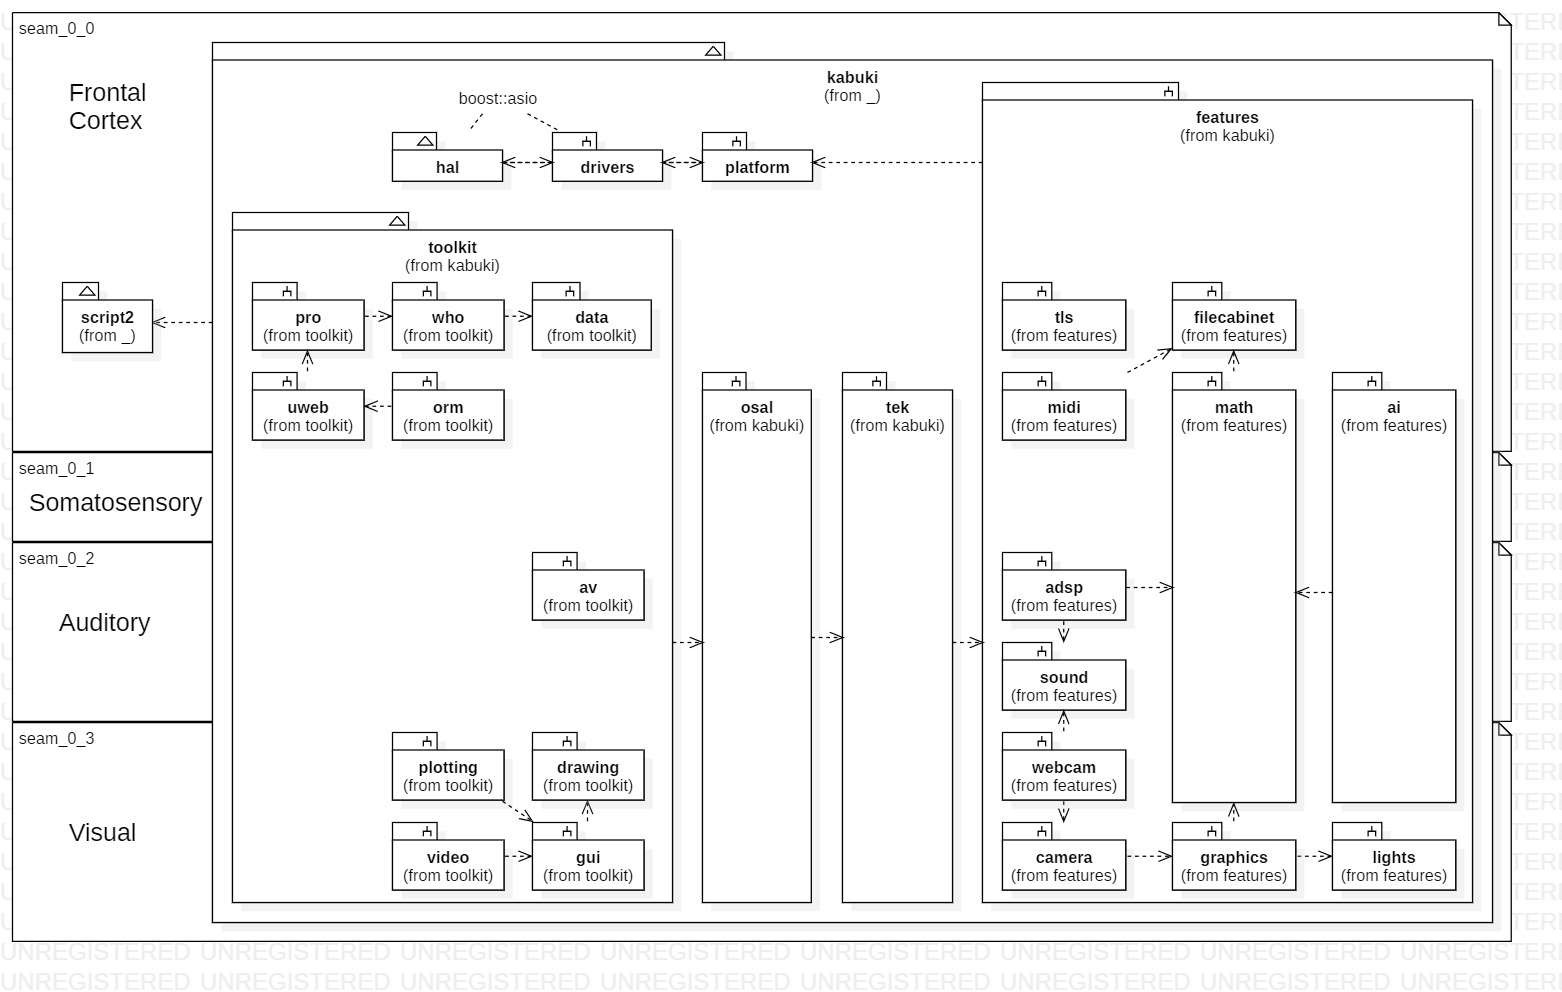 seam_0_0
Frontal
Cortex
kabuki
(from _)
boost::asio
hal
drivers
platform
features
(from kabuki)
toolkit
(from kabuki)
script2
(from _)
pro
(from toolkit)
who
(from toolkit)
data
(from toolkit)
uweb
(from toolkit)
orm
(from toolkit)
osal
(from kabuki)
tek
(from kabuki)
tls
(from features)
filecabinet
(from features)
midi
(from features)
math
(from features)
ai
(from features)
seam_0_1
Somatosensory
seam_0_2
Auditory
av
(from toolkit)
adsp
(from features)
sound
(from features)
seam_0_3
Visual
plotting
(from toolkit)
drawing
(from toolkit)
webcam
(from features)
video
(from toolkit)
gui
(from toolkit)
camera
(from features)
graphics
(from features)
lights
(from features)
UNREGISTERED UNREGISTERED UNREGISTERED UNREGISTERED UNREGISTERED UNREGISTERED UNREGISTERED UNREGISTERI
UNREGISTERED UNREGISTERED UNREGISTERED UNREGISTERED UNREGISTERED UNREGISTERED UNREGISTERED UNREGISTERI